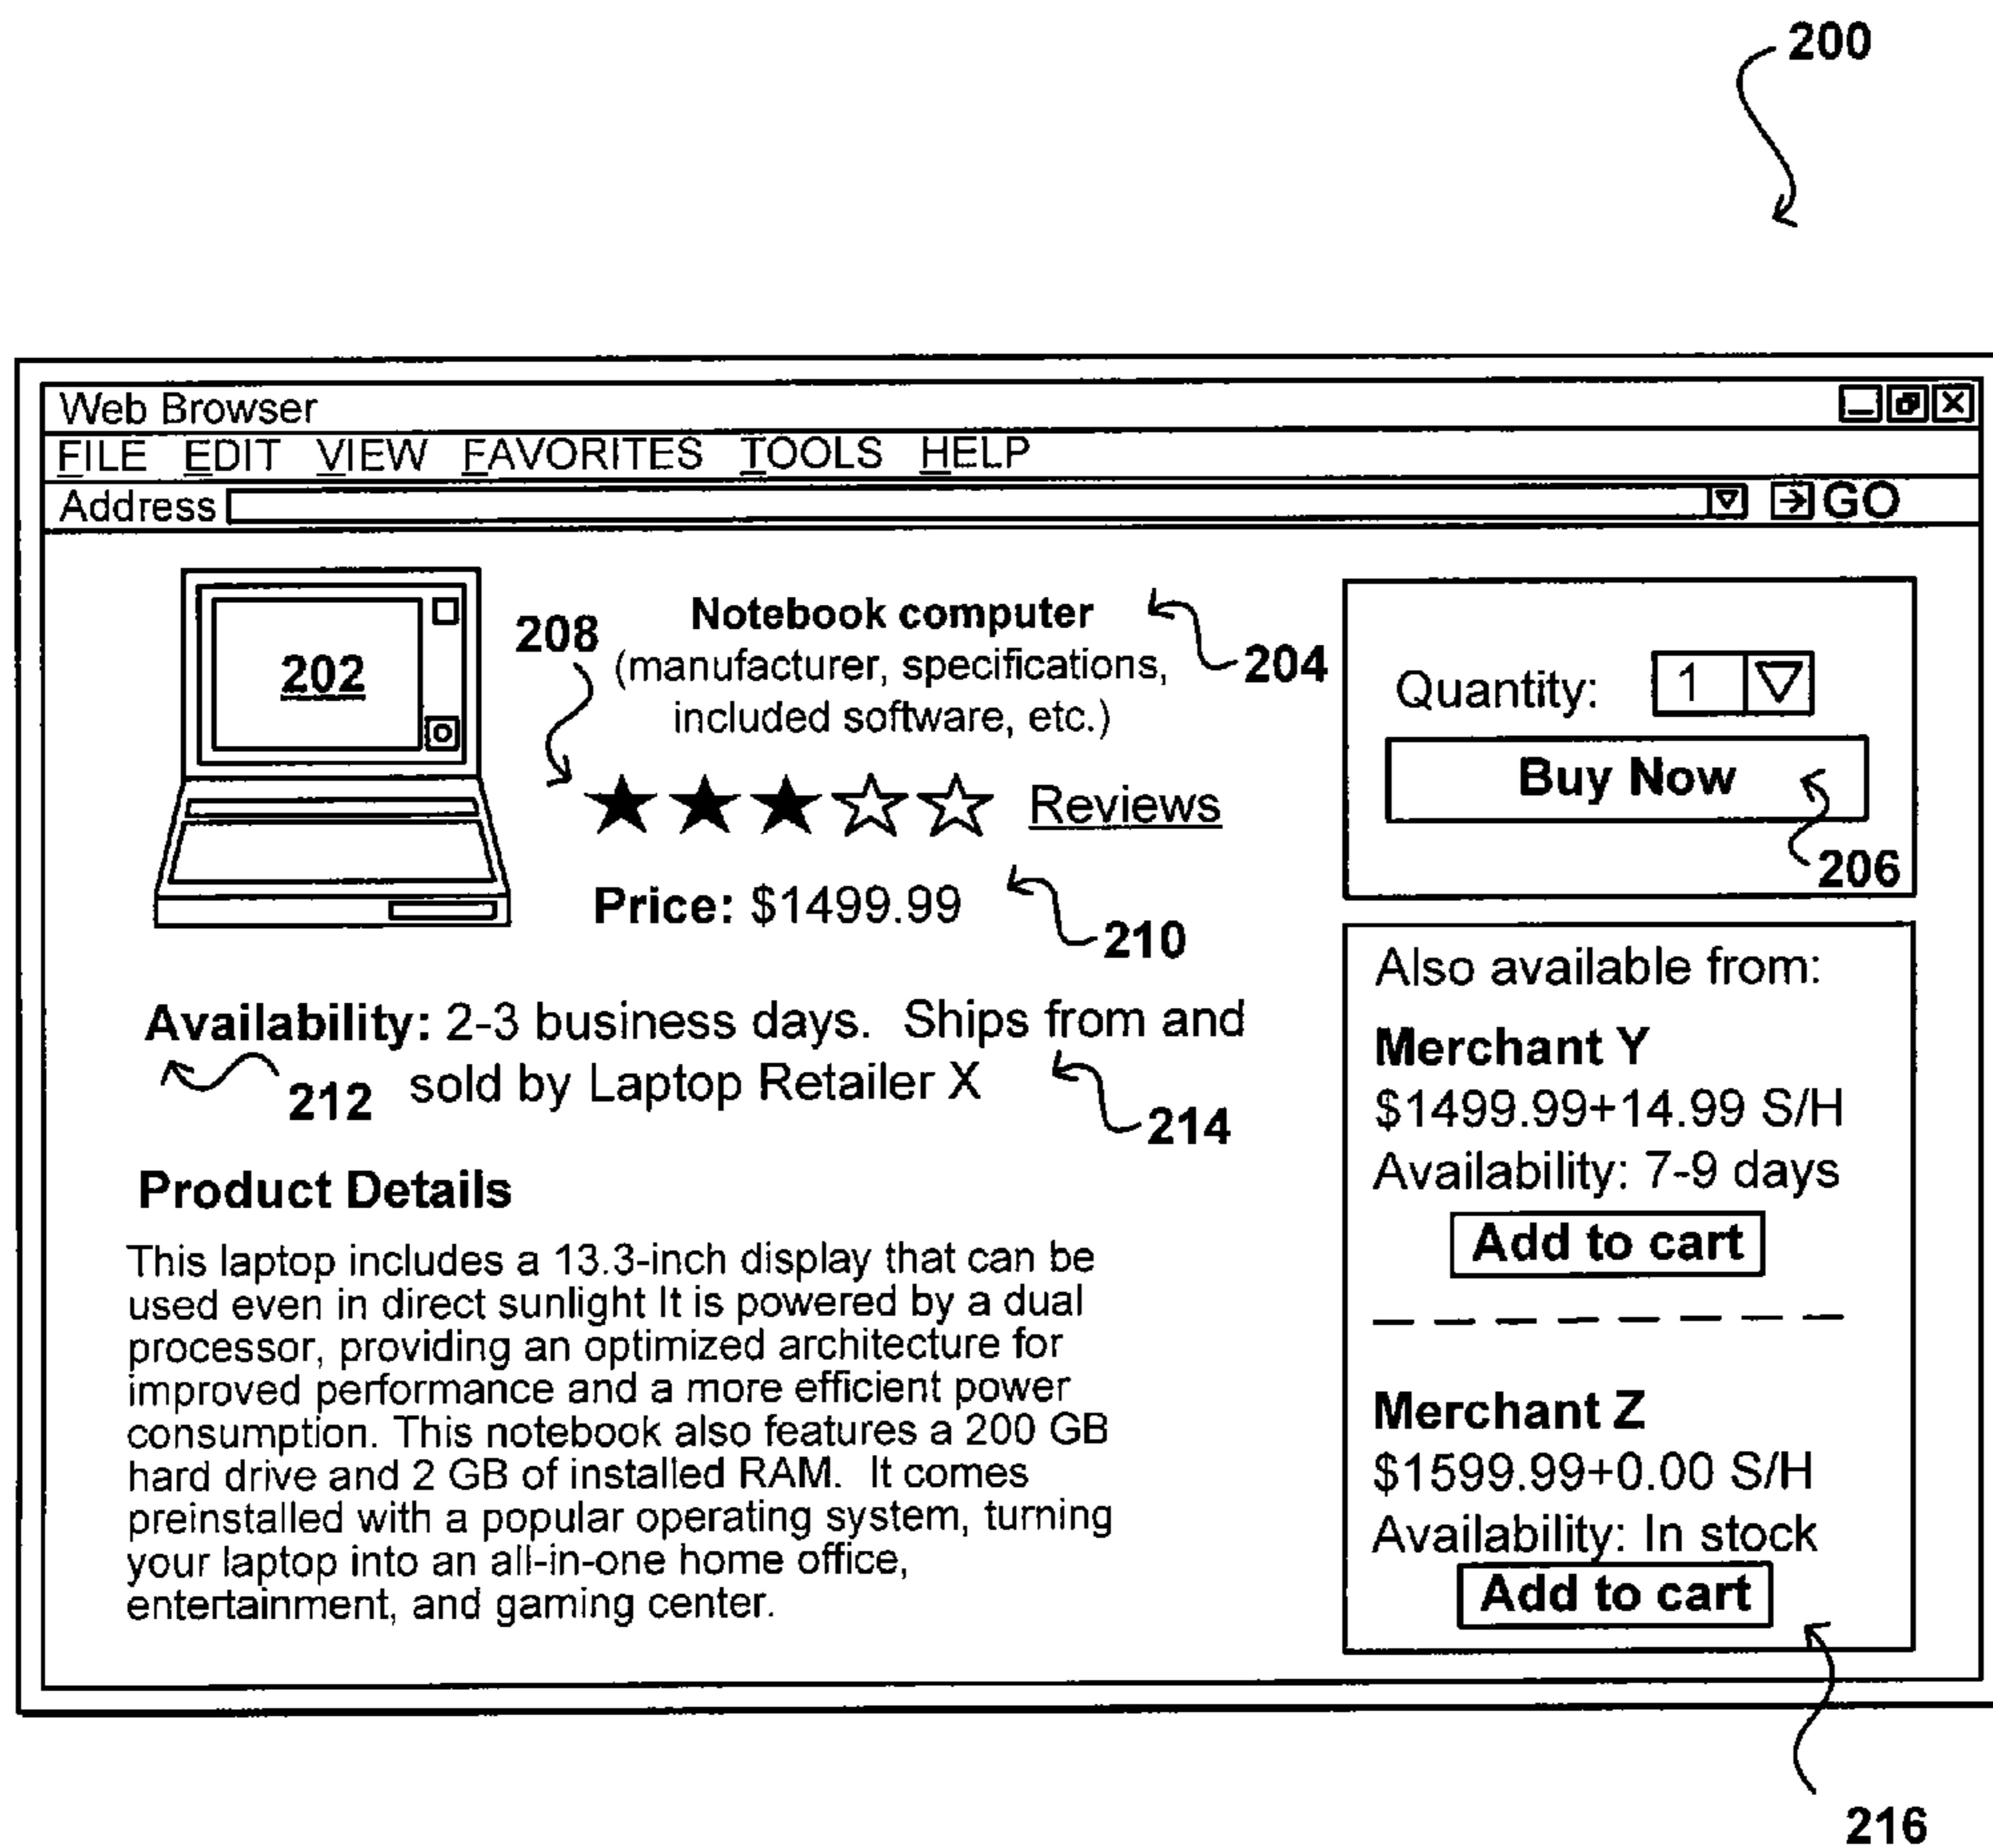 200
Web Browser
FILE EDIT VIEW FAVORITES TOOLS HELP
Address GO
202
208
Notebook computer
(manufacturer, specifications,
included software, etc.)
204
Reviews
Price: $1499.99
210
Availability: 2-3 business days. Ships from and
sold by Laptop Retailer X
212
214
Product Details
This laptop includes a 13.3-inch display that can be
used even in direct sunlight It is powered by a dual
processor, providing an optimized architecture for
improved performance and a more efficient power
consumption. This notebook also features a 200 GB
hard drive and 2 GB of installed RAM. It comes
preinstalled with a popular operating system, turning
your laptop into an all-in-one home office,
entertainment, and gaming center.
Quantity: 1
Buy Now
206
Also available from:
Merchant Y
$1499.99+14.99 S/H
Availability: 7-9 days
Add to cart
Merchant Z
$1599.99+0.00 S/H
Availability: In stock
Add to cart
216